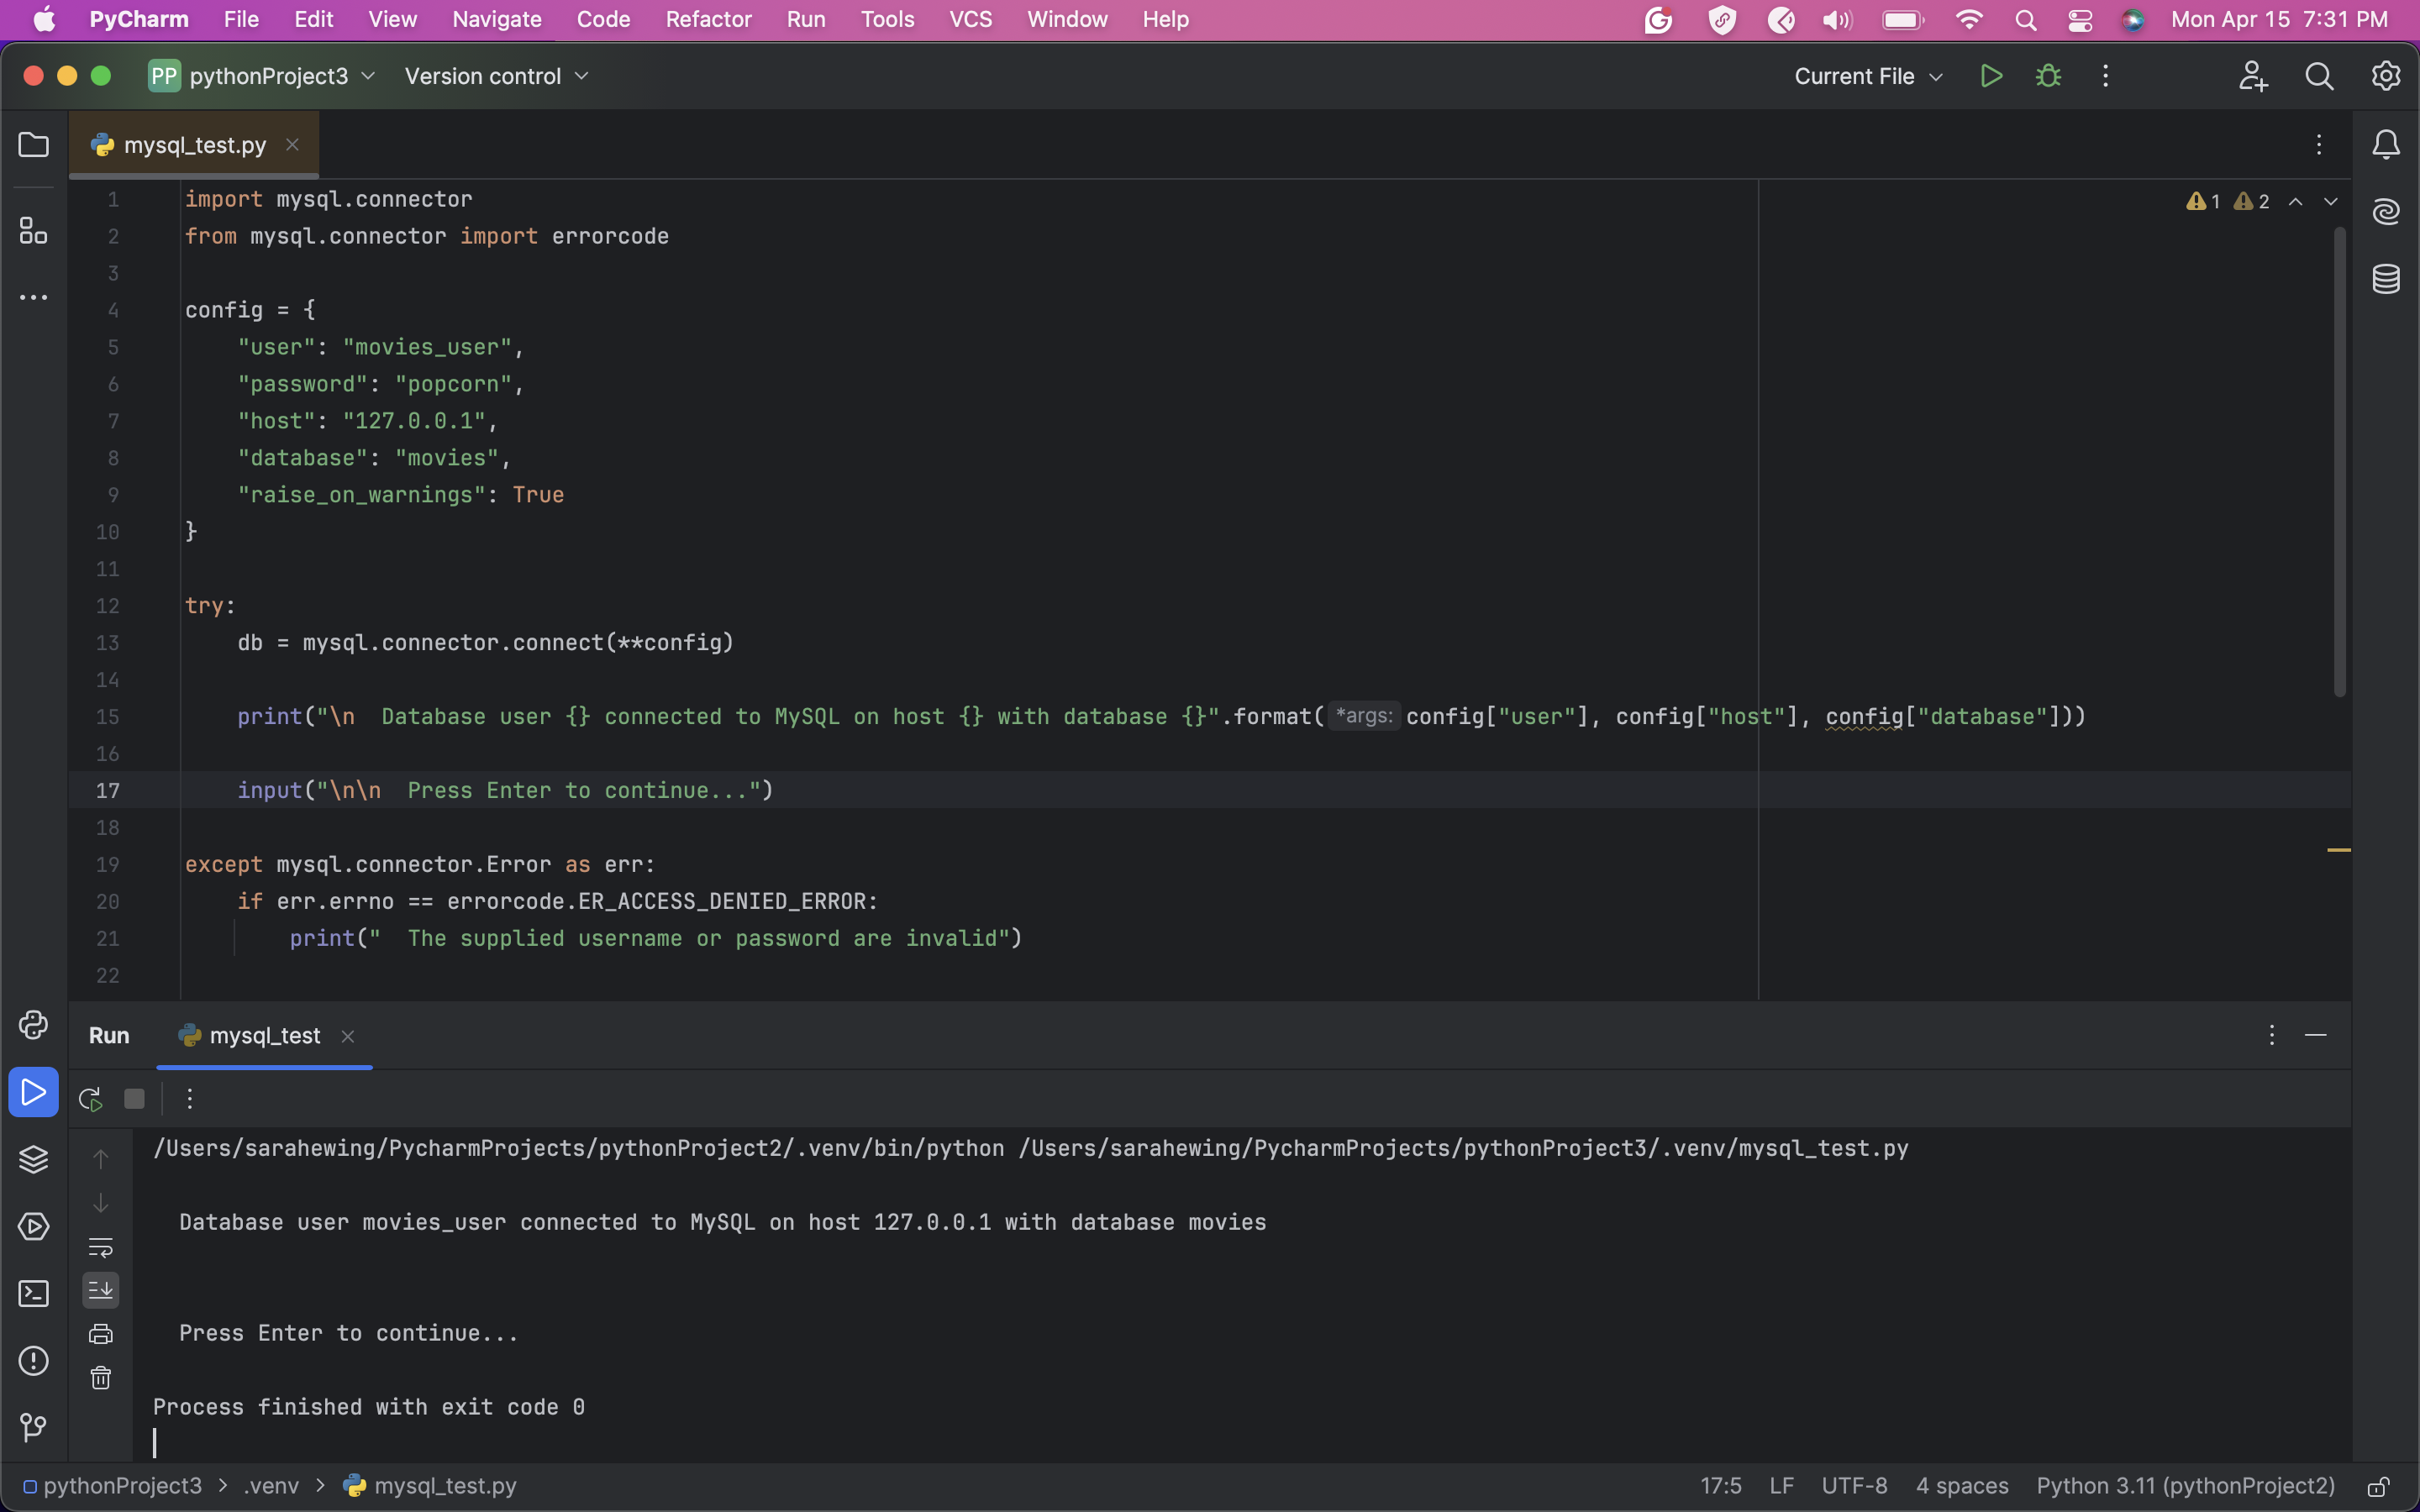 PyCharm File Edit View Navigate Code Refactor Run Tools VCS Window Help Mon Apr 15 7:31 PM
PP pythonProject3 Version control Current File
mysql_test.py
1 import mysql.connector 1 2
2 from mysql.connector import errorcode
3
4 config = {
5     "user": "movies_user",
6     "password": "popcorn",
7     "host": "127.0.0.1",
8     "database": "movies",
9     "raise_on_warnings": True
10 }
11
12 try:
13     db = mysql.connector.connect(**config)
14
15     print("\n  Database user {} connected to MySQL on host {} with database {}".format( *args: config["user"], config["host"], config["database"]))
16
17     input("\n\n  Press Enter to continue...")
18
19 except mysql.connector.Error as err:
20     if err.errno == errorcode.ER_ACCESS_DENIED_ERROR:
21         print("  The supplied username or password are invalid")
22
Run mysql_test
/Users/sarahewing/PycharmProjects/pythonProject2/.venv/bin/python /Users/sarahewing/PycharmProjects/pythonProject3/.venv/mysql_test.py
  Database user movies_user connected to MySQL on host 127.0.0.1 with database movies
  Press Enter to continue...
Process finished with exit code 0
pythonProject3 > .venv > mysql_test.py 17:5 LF UTF-8 4 spaces Python 3.11 (pythonProject2)